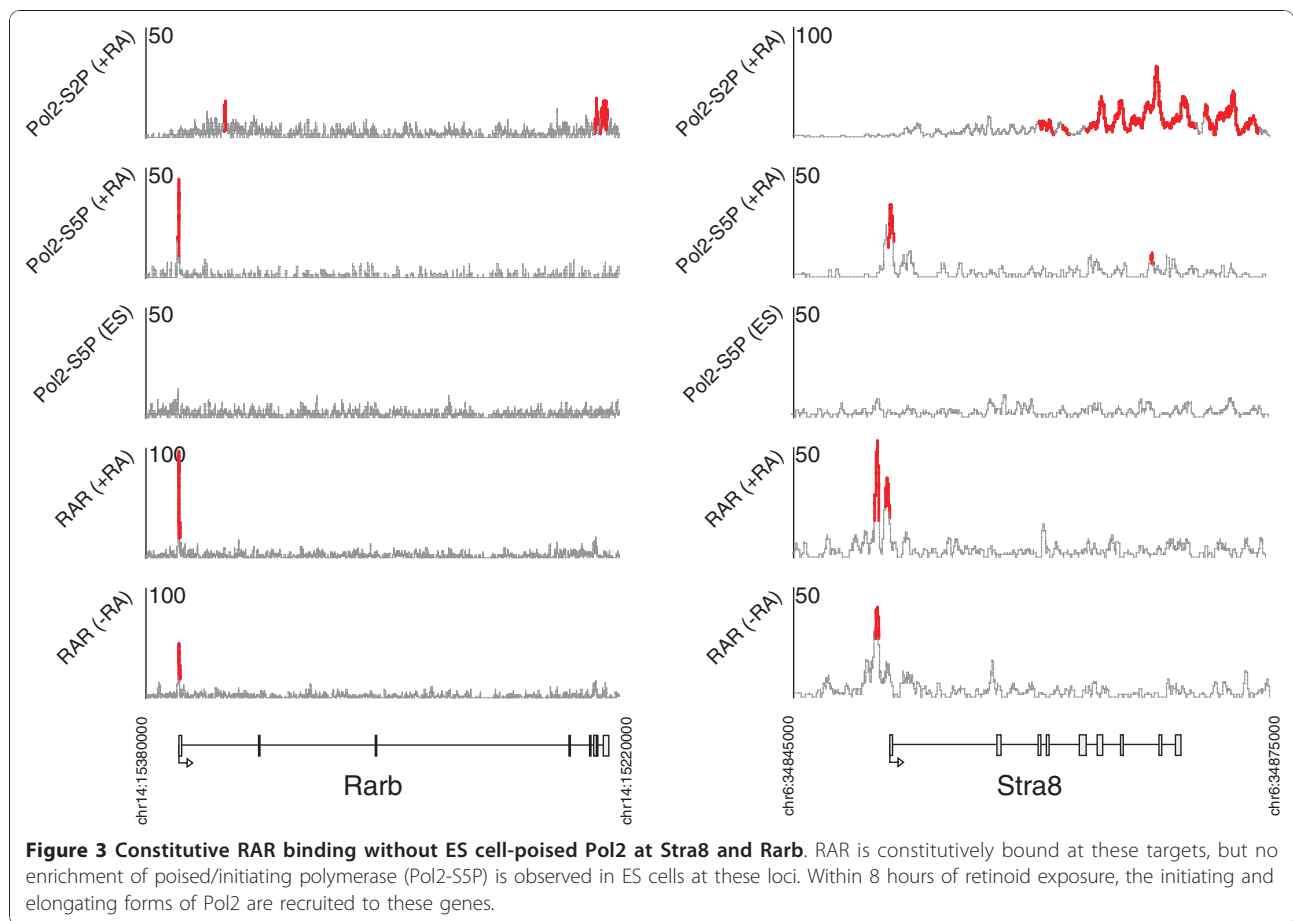 Pol2-S2P (+RA)
50
Pol2-S5P (+RA)
50
Pol2-S5P (ES)
50
RAR (+RA)
100
RAR (-RA)
100
chr14:15380000
Rarb
chr14:15220000
Pol2-S2P (+RA)
100
Pol2-S5P (+RA)
50
Pol2-S5P (ES)
50
RAR (+RA)
50
RAR (-RA)
50
chr6:34845000
Stra8
chr6:34875000
Figure 3 Constitutive RAR binding without ES cell-poised Pol2 at Stra8 and Rarb. RAR is constitutively bound at these targets, but no
enrichment of poised/initiating polymerase (Pol2-S5P) is observed in ES cells at these loci. Within 8 hours of retinoid exposure, the initiating and
elongating forms of Pol2 are recruited to these genes.